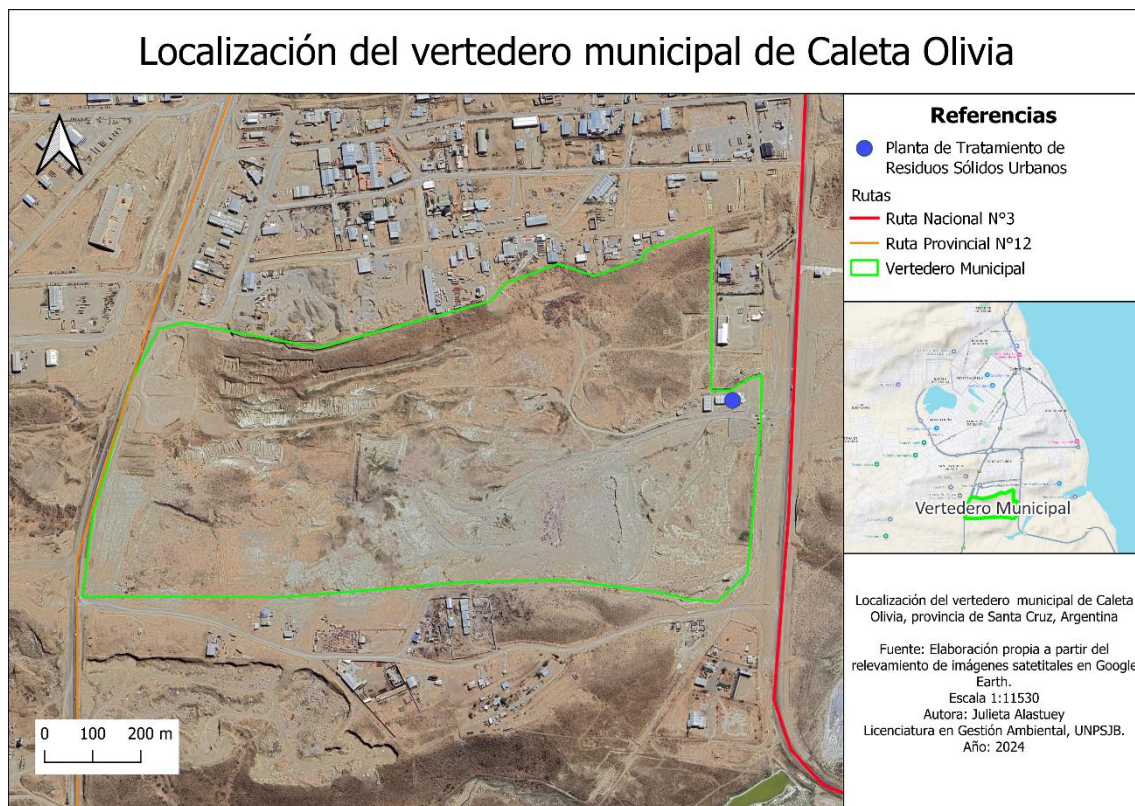 Localización del vertedero municipal de Caleta Olivia
Referencias
Planta de Tratamiento de
Residuos Sólidos Urbanos
Rutas
Ruta Nacional N°3
Ruta Provincial N°12
Vertedero Municipal
Vertedero Municipal
0 100 200 m
Localización del vertedero municipal de Caleta
Olivia, provincia de Santa Cruz, Argentina
Fuente: Elaboración propia a partir del
relevamiento de imágenes satetitales en Google
Earth.
Escala 1:11530
Autora: Julieta Alastuey
Licenciatura en Gestión Ambiental, UNPSJB.
Año: 2024